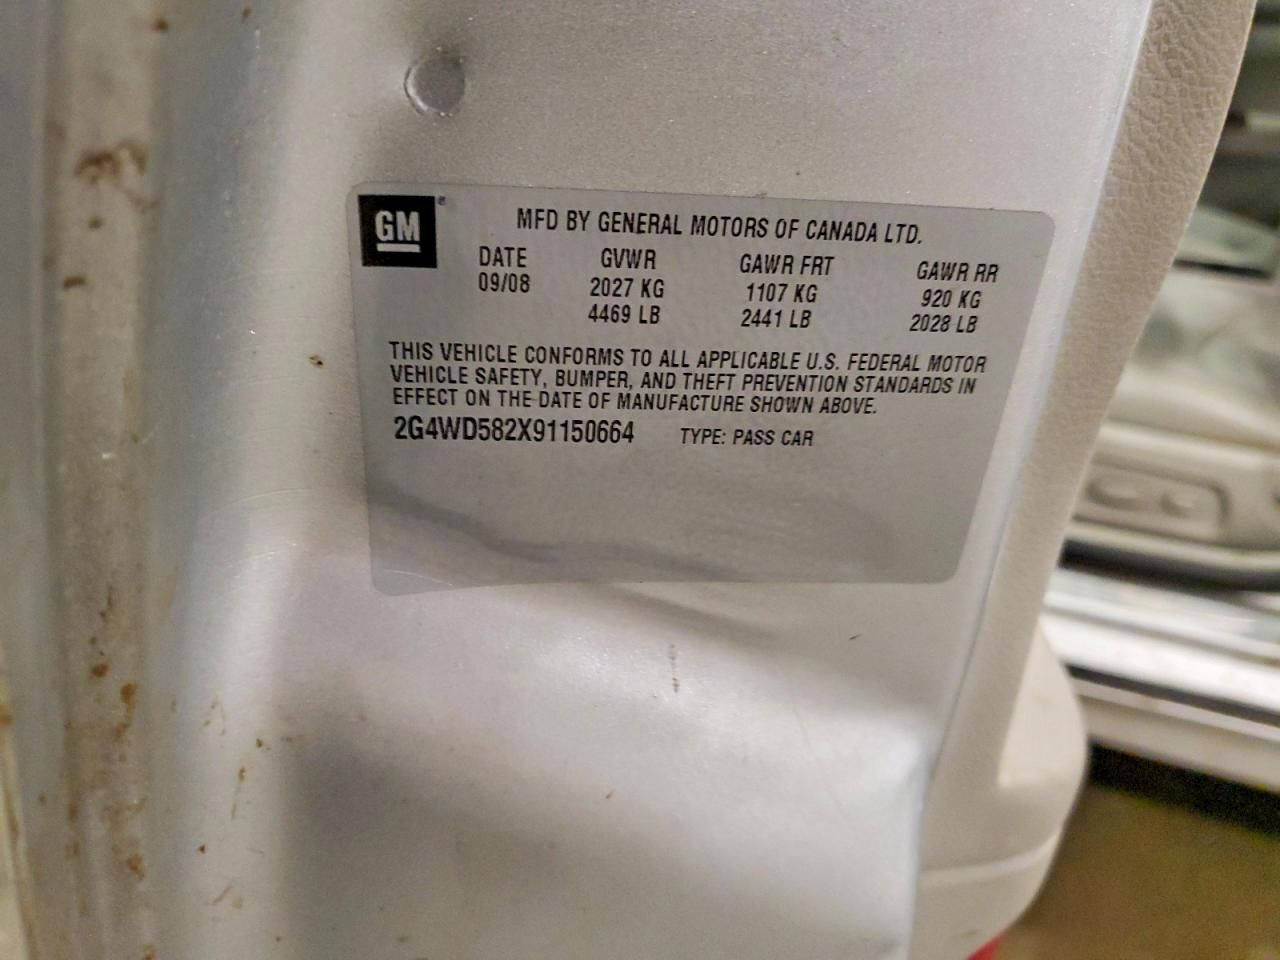 GM®
MFD BY GENERAL MOTORS OF CANADA LTD.
DATE GVWR GAWR FRT GAWR RR
09/08 2027 KG 1107 KG 920 KG
4469 LB 2441 LB 2028 LB
THIS VEHICLE CONFORMS TO ALL APPLICABLE U.S. FEDERAL MOTOR
VEHICLE SAFETY, BUMPER, AND THEFT PREVENTION STANDARDS IN
EFFECT ON THE DATE OF MANUFACTURE SHOWN ABOVE.
2G4WD582X91150664 TYPE: PASS CAR